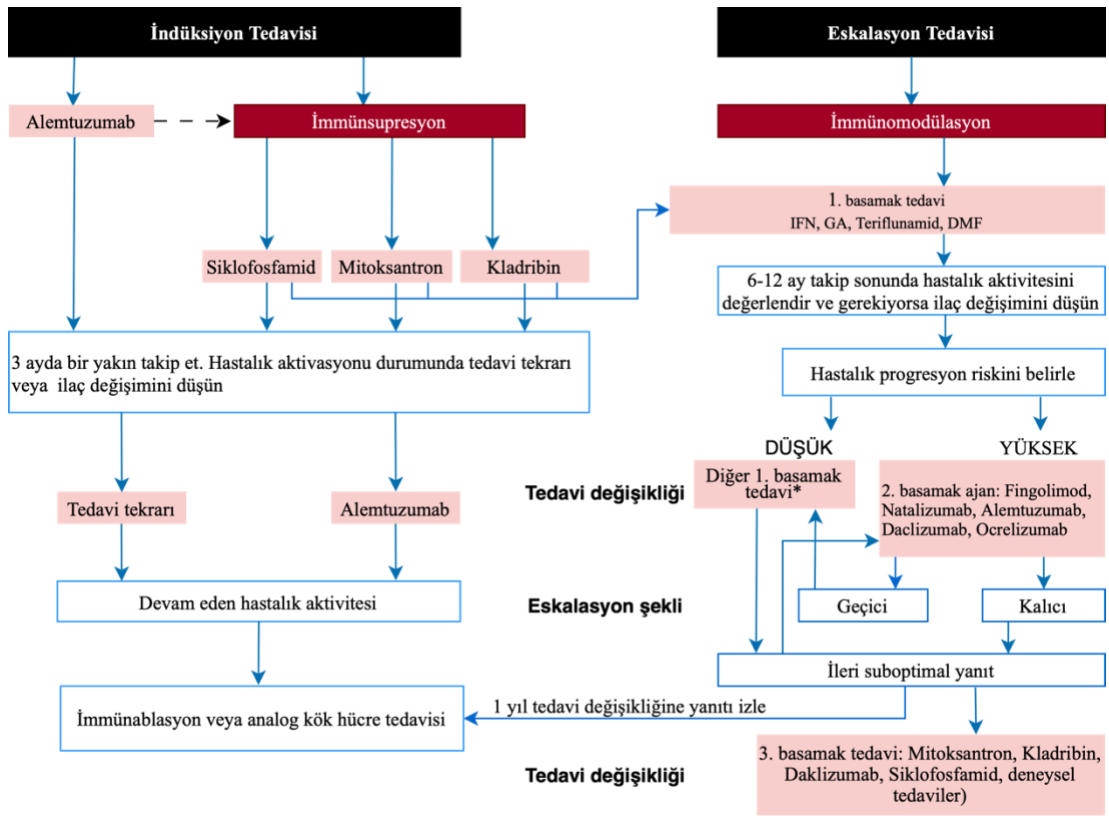 İndüksiyon Tedavisi
Eskalasyon Tedavisi
Alemtuzumab
İmmünsupresyon
İmmünomodülasyon
1. basamak tedavi
IFN, GA, Teriflunamid, DMF
Siklofosfamid
Mitoksantron
Kladribin
6-12 ay takip sonunda hastalık aktivitesini
değerlendir ve gerekiyorsa ilaç değişimini düşün
3 ayda bir yakın takip et. Hastalık aktivasyonu durumunda tedavi tekrarı
veya ilaç değişimini düşün
Hastalık progresyon riskini belirle
DÜŞÜK
YÜKSEK
Tedavi değişikliği
Diğer 1. basamak
tedavi*
2. basamak ajan: Fingolimod,
Natalizumab, Alemtuzumab,
Daclizumab, Ocrelizumab
Tedavi tekrarı
Alemtuzumab
Devam eden hastalık aktivitesi
Eskalasyon şekli
Geçici
Kalıcı
İleri suboptimal yanıt
İmmünablasyon veya analog kök hücre tedavisi
1 yıl tedavi değişikliğine yanıtı izle
Tedavi değişikliği
3. basamak tedavi: Mitoksantron, Kladribin,
Daklizumab, Siklofosfamid, deneysel
tedaviler)